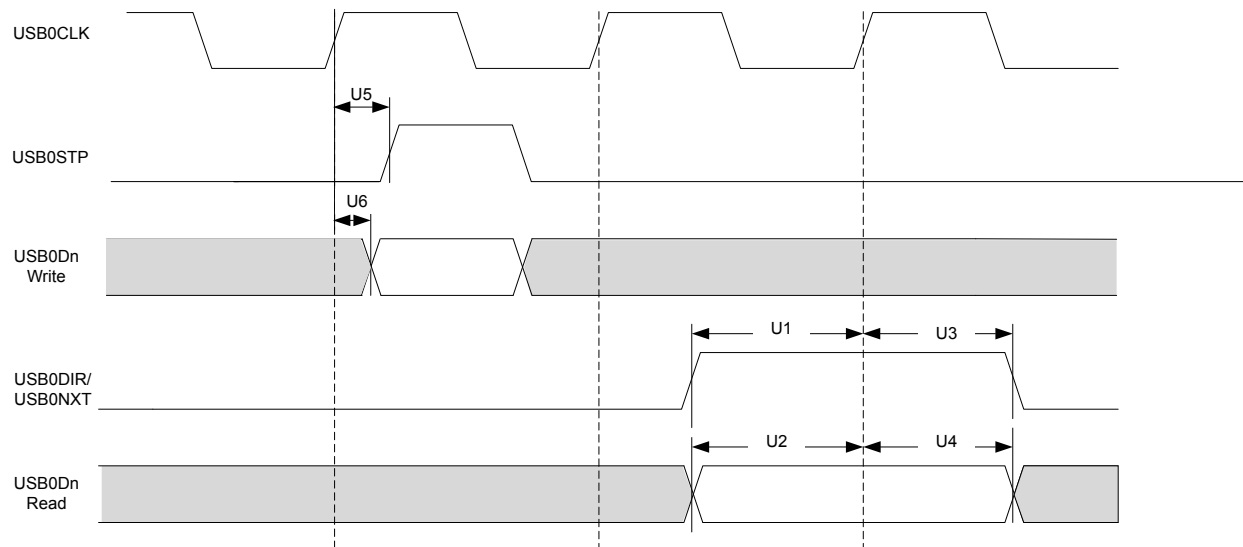 USB0CLK
U5
USB0STP
U6
USB0Dn
Write
U1
U3
USB0DIR/
USB0NXT
U2
U4
USB0Dn
Read